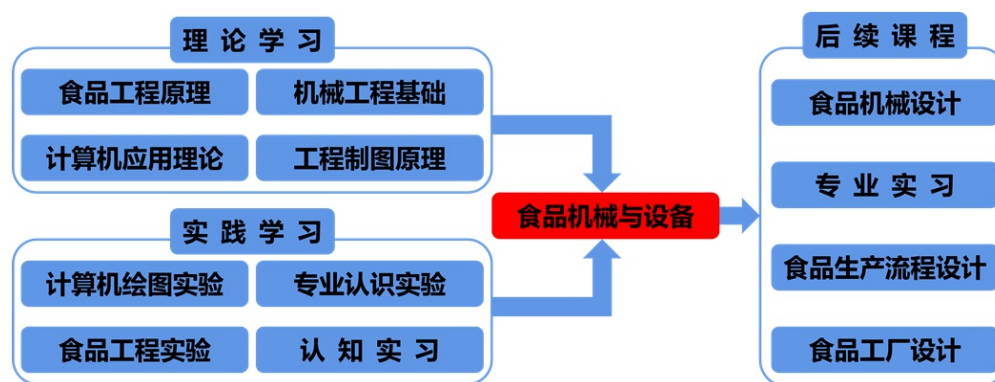 理论学习
食品工程原理
机械工程基础
计算机应用理论
工程制图原理
实践学习
计算机绘图实验
专业认识实验
食品工程实验
认知实习
食品机械与设备
后续课程
食品机械设计
专业实习
食品生产流程设计
食品工厂设计